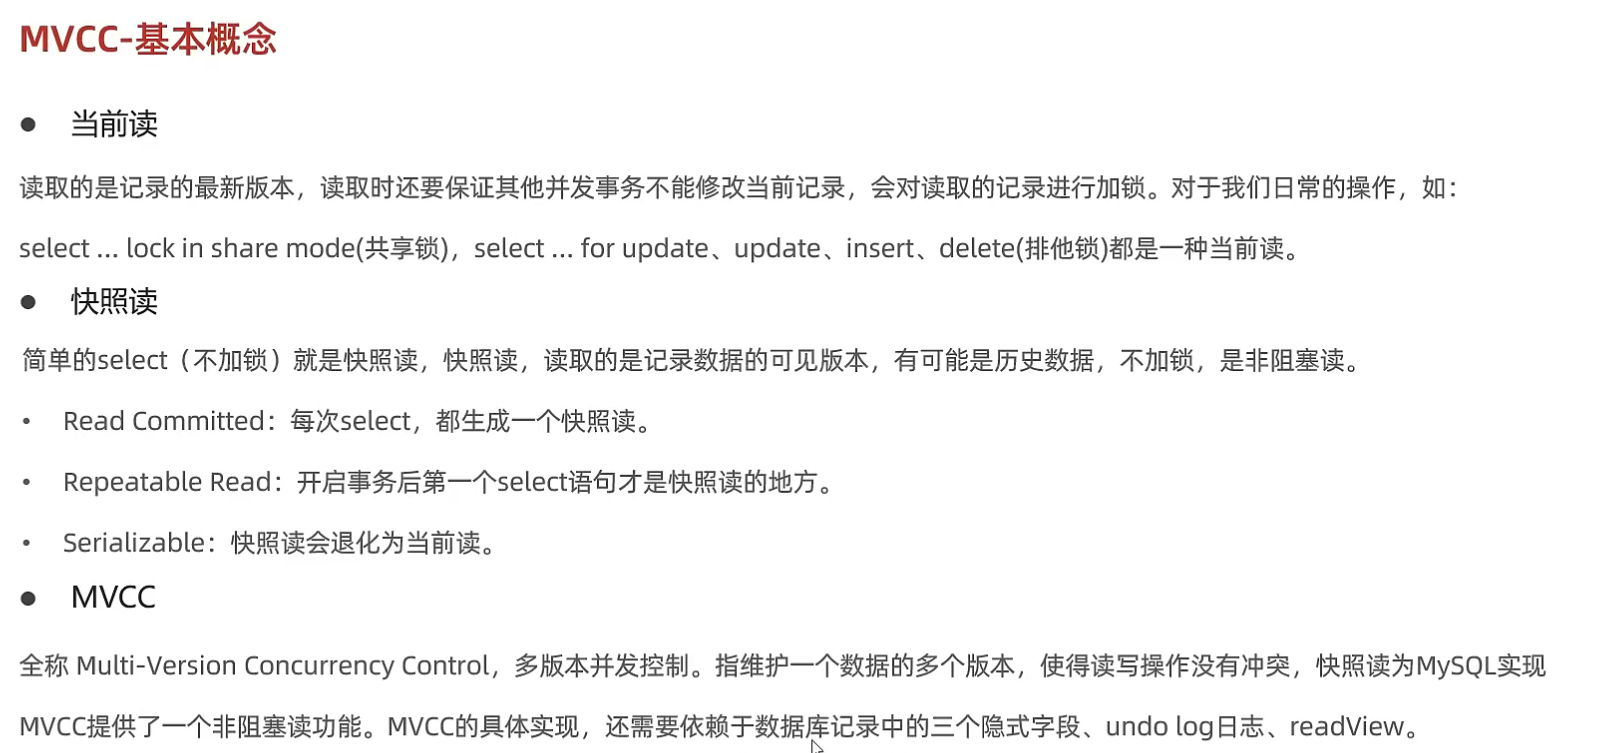 MVCC-基本概念
● 当前读
读取的是记录的最新版本，读取时还要保证其他并发事务不能修改当前记录，会对读取的记录进行加锁。对于我们日常的操作，如：
select ... lock in share mode(共享锁)，select ... for update、update、insert、delete(排他锁)都是一种当前读。
● 快照读
简单的select（不加锁）就是快照读，快照读，读取的是记录数据的可见版本，有可能是历史数据，不加锁，是非阻塞读。
• Read Committed：每次select，都生成一个快照读。
• Repeatable Read：开启事务后第一个select语句才是快照读的地方。
• Serializable：快照读会退化为当前读。
● MVCC
全称 Multi-Version Concurrency Control，多版本并发控制。指维护一个数据的多个版本，使得读写操作没有冲突，快照读为MySQL实现
MVCC提供了一个非阻塞读功能。MVCC的具体实现，还需要依赖于数据库记录中的三个隐式字段、undo log日志、readView。